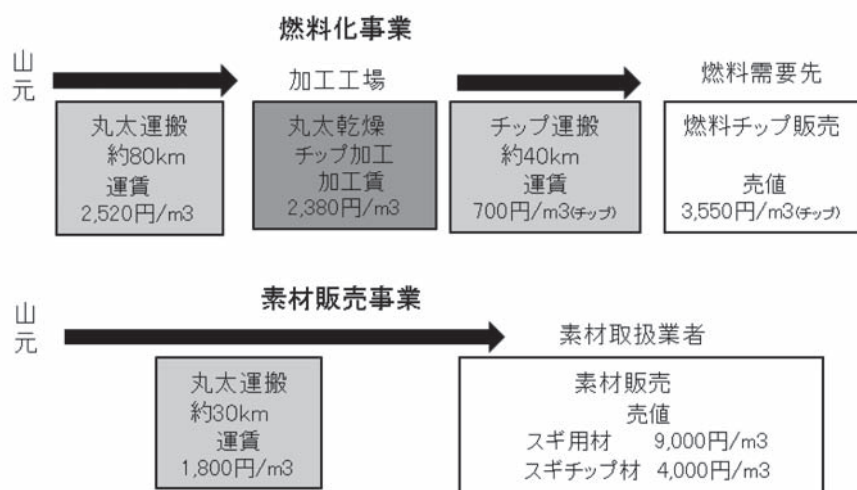 燃料化事業
山元
加工工場
燃料需要先
丸太運搬
約80km
運賃
2,520円/m3
丸太乾燥
チップ加工
加工賃
2,380円/m3
チップ運搬
約40km
運賃
700円/m3(チップ)
燃料チップ販売
売値
3,550円/m3(チップ)
素材販売事業
山元
素材取扱業者
丸太運搬
約30km
運賃
1,800円/m3
素材販売
売値
スギ用材 9,000円/m3
スギチップ材 4,000円/m3